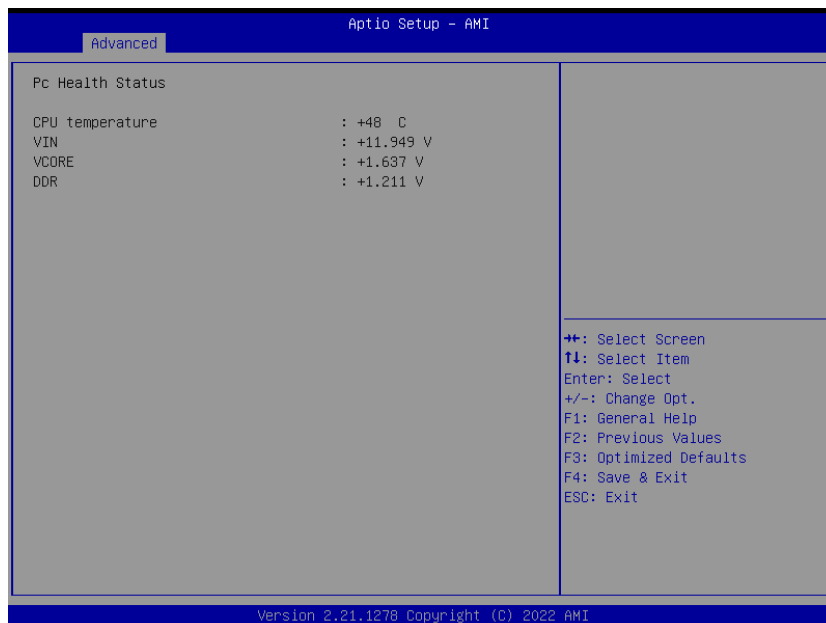 Aptio Setup – AMI
Advanced
Pc Health Status
CPU temperature : +48 C
VIN : +11.949 V
VCORE : +1.637 V
DDR : +1.211 V
→←: Select Screen
↑↓: Select Item
Enter: Select
+/-: Change Opt.
F1: General Help
F2: Previous Values
F3: Optimized Defaults
F4: Save & Exit
ESC: Exit
Version 2.21.1278 Copyright (C) 2022 AMI